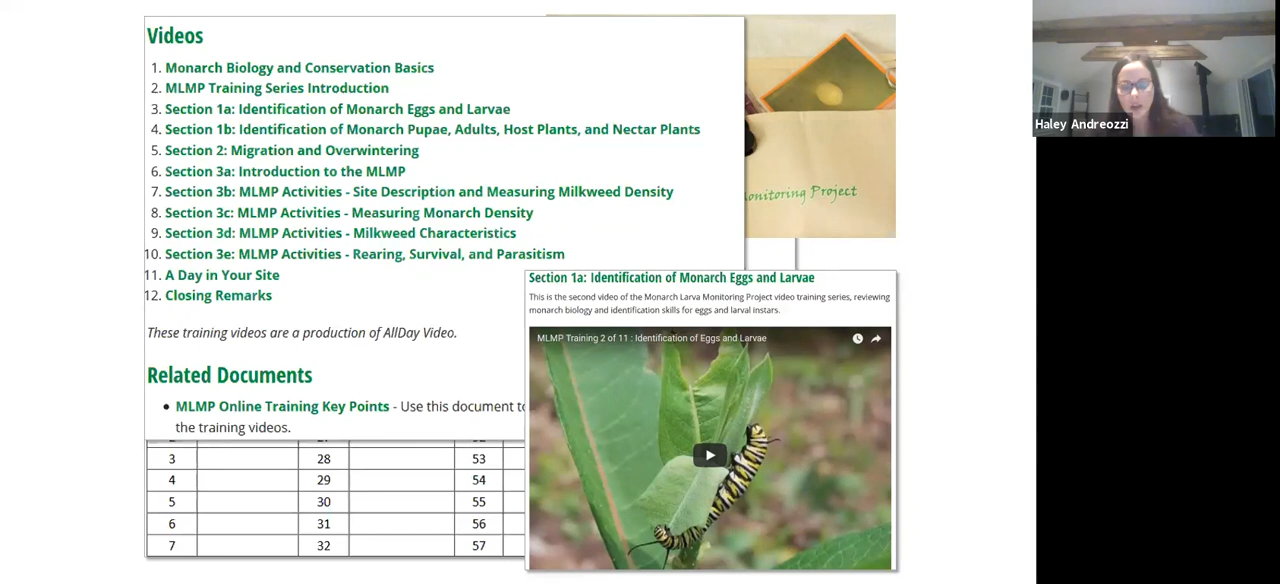 Videos
1. Monarch Biology and Conservation Basics
2. MLMP Training Series Introduction
3. Section 1a: Identification of Monarch Eggs and Larvae
4. Section 1b: Identification of Monarch Pupae, Adults, Host Plants, and Nectar Plants
5. Section 2: Migration and Overwintering
6. Section 3a: Introduction to the MLMP
7. Section 3b: MLMP Activities - Site Description and Measuring Milkweed Density
8. Section 3c: MLMP Activities - Measuring Monarch Density
9. Section 3d: MLMP Activities - Milkweed Characteristics
10. Section 3e: MLMP Activities - Rearing, Survival, and Parasitism
11. A Day in Your Site
12. Closing Remarks
These training videos are a production of AllDay Video.
Related Documents
• MLMP Online Training Key Points - Use this document to
the training videos.
3 28 53
4 29 54
5 30 55
6 31 56
7 32 57
onitoring Project
Section 1a: Identification of Monarch Eggs and Larvae
This is the second video of the Monarch Larva Monitoring Project video training series, reviewing
monarch biology and identification skills for eggs and larval instars.
MLMP Training 2 of 11 : Identification of Eggs and Larvae
Haley Andreozzi